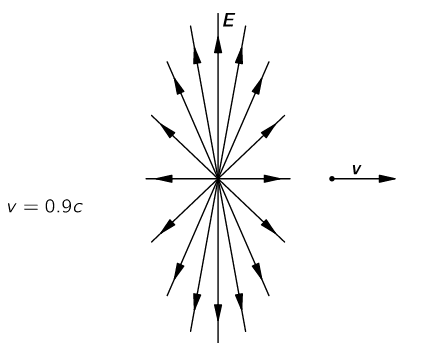 E
v
v = 0.9c